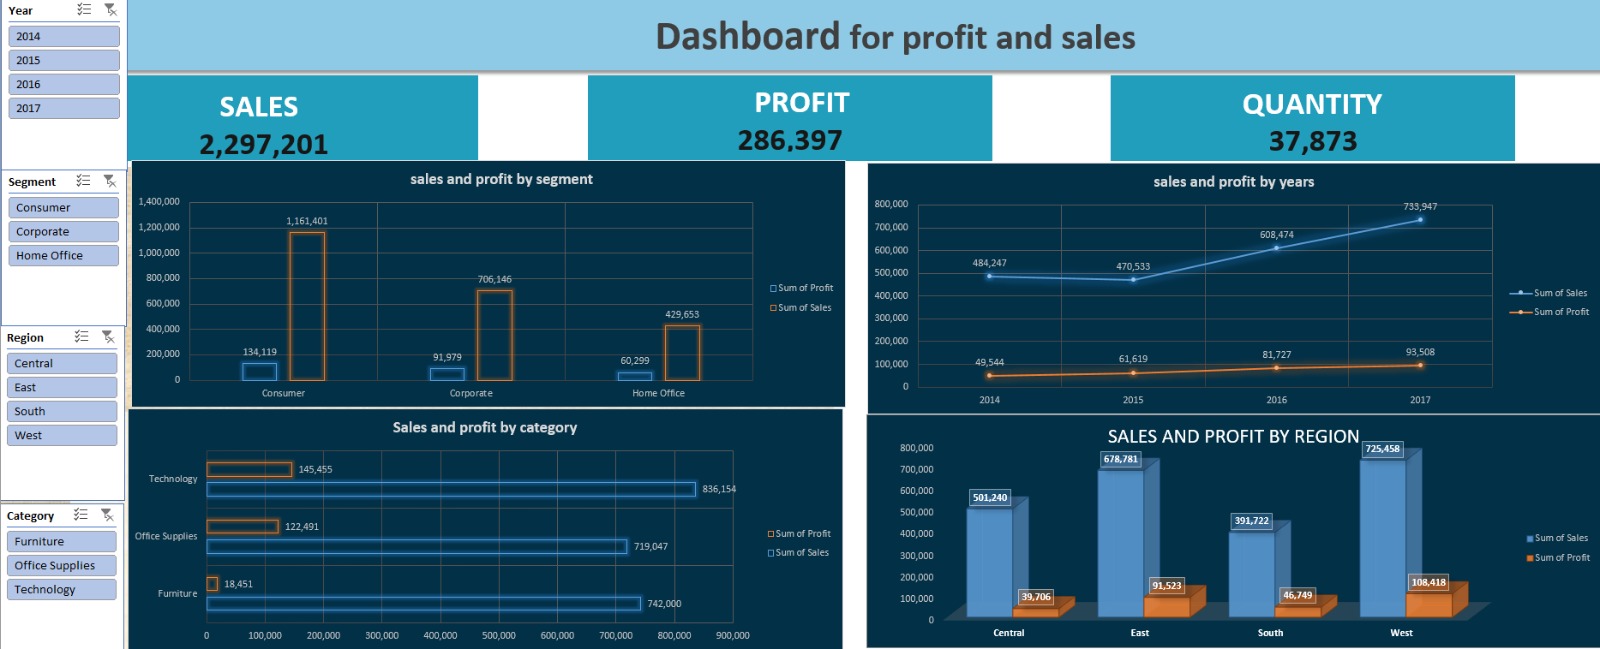 Year
2014
2015
2016
2017
Segment
Consumer
Corporate
Home Office
Region
Central
East
South
West
Category
Furniture
Office Supplies
Technology
Dashboard for profit and sales
SALES
2,297,201
PROFIT
286,397
QUANTITY
37,873
sales and profit by segment
1,400,000
1,200,000
1,000,000
800,000
600,000
400,000
200,000
0
134,119
1,161,401
91,979
706,146
60,299
429,653
Consumer
Corporate
Home Office
Sum of Profit
Sum of Sales
sales and profit by years
800,000
700,000
600,000
500,000
400,000
300,000
200,000
100,000
0
484,247
470,533
608,474
733,947
49,544
61,619
81,727
93,508
2014
2015
2016
2017
Sum of Sales
Sum of Profit
Sales and profit by category
Technology
145,455
836,154
Office Supplies
122,491
719,047
Furniture
18,451
742,000
0
100,000
200,000
300,000
400,000
500,000
600,000
700,000
800,000
900,000
Sum of Profit
Sum of Sales
SALES AND PROFIT BY REGION
800,000
700,000
600,000
500,000
400,000
300,000
200,000
100,000
0
501,240
39,706
678,781
91,523
391,722
46,749
725,458
108,418
Central
East
South
West
Sum of Sales
Sum of Profit